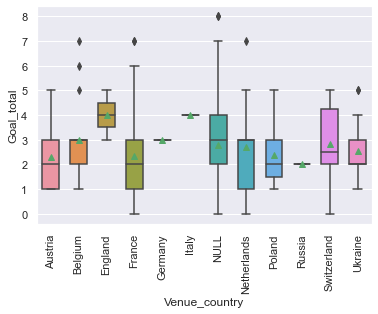 8
7
6
5
4
3
2
1
0
Goal_total
Austria
Belgium
England
France
Germany
Italy
NULL
Netherlands
Poland
Russia
Switzerland
Ukraine
Venue_country